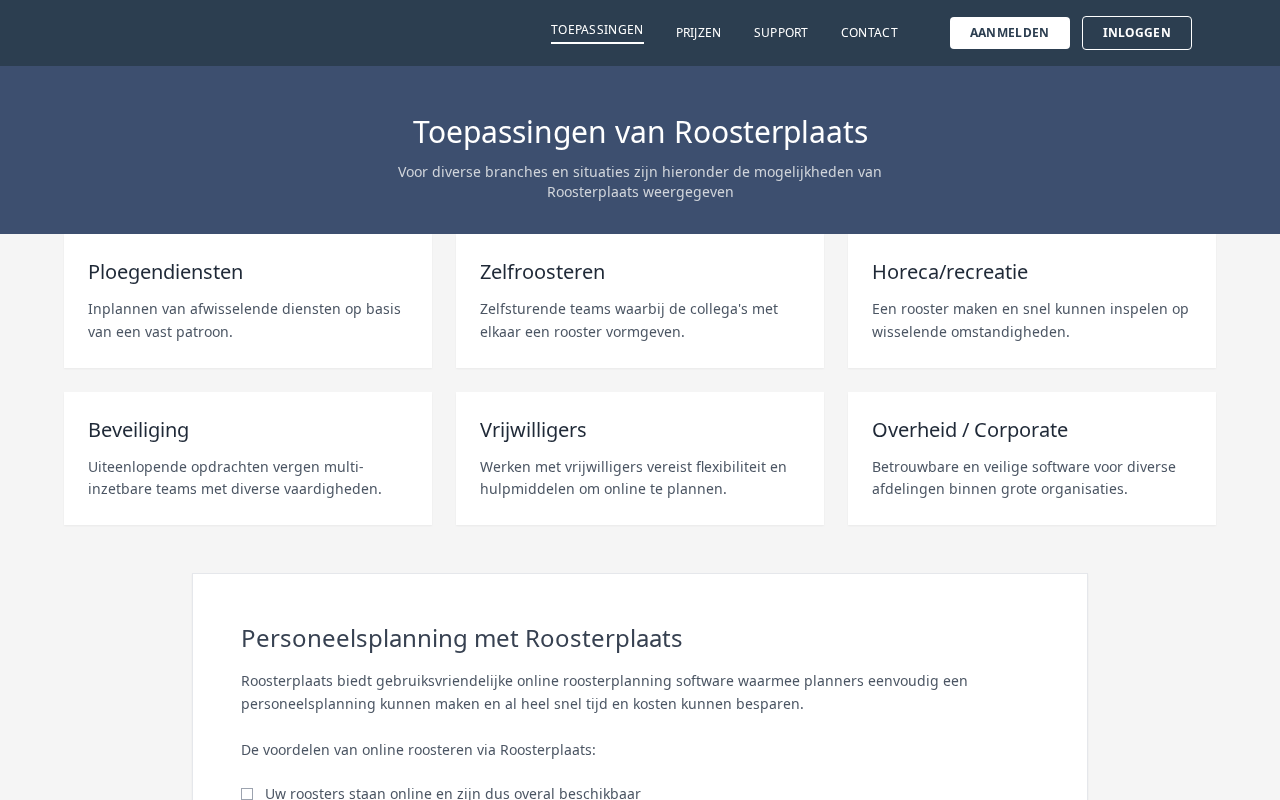 TOEPASSINGEN PRIJZEN SUPPORT CONTACT AANMELDEN INLOGGEN
Toepassingen van Roosterplaats
Voor diverse branches en situaties zijn hieronder de mogelijkheden van
Roosterplaats weergegeven
Ploegendiensten
Inplannen van afwisselende diensten op basis
van een vast patroon.
Zelfroosteren
Zelfsturende teams waarbij de collega's met
elkaar een rooster vormgeven.
Horeca/recreatie
Een rooster maken en snel kunnen inspelen op
wisselende omstandigheden.
Beveiliging
Uiteenlopende opdrachten vergen multi-
inzetbare teams met diverse vaardigheden.
Vrijwilligers
Werken met vrijwilligers vereist flexibiliteit en
hulpmiddelen om online te plannen.
Overheid / Corporate
Betrouwbare en veilige software voor diverse
afdelingen binnen grote organisaties.
Personeelsplanning met Roosterplaats
Roosterplaats biedt gebruiksvriendelijke online roosterplanning software waarmee planners eenvoudig een
personeelsplanning kunnen maken en al heel snel tijd en kosten kunnen besparen.
De voordelen van online roosteren via Roosterplaats:
Uw roosters staan online en zijn dus overal beschikbaar